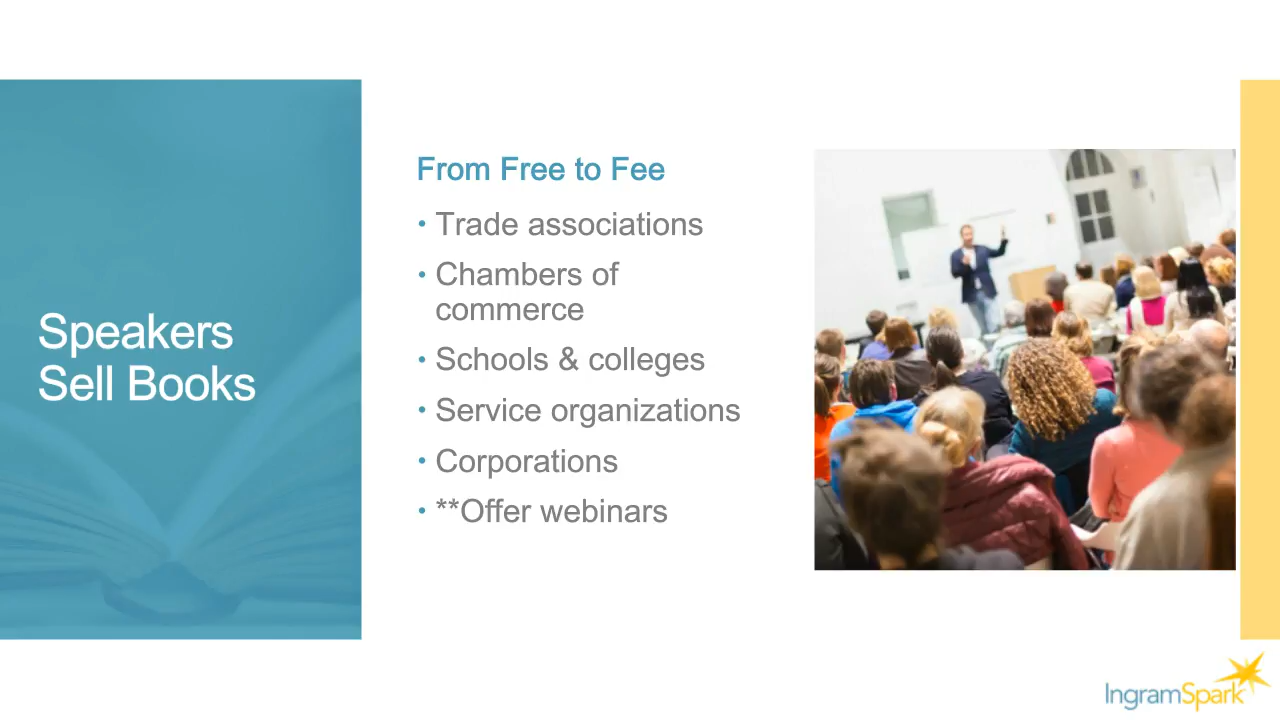 Speakers
Sell Books
From Free to Fee
• Trade associations
• Chambers of
commerce
• Schools & colleges
• Service organizations
• Corporations
• **Offer webinars
IngramSpark